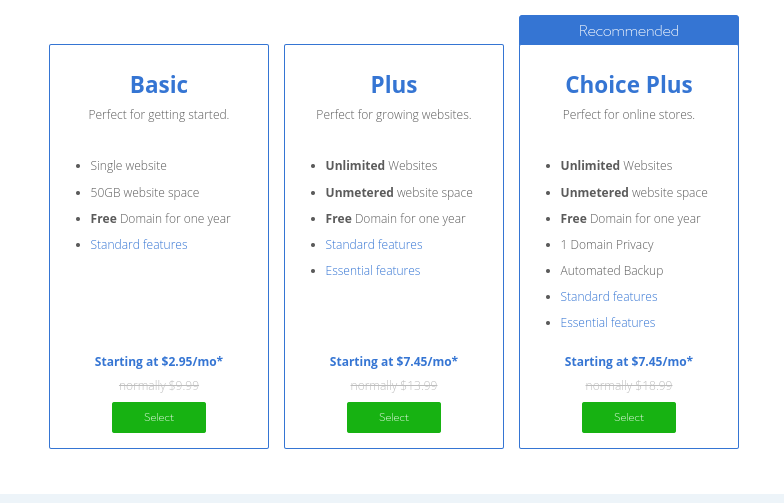 Recommended
Basic
Perfect for getting started.
Single website
50GB website space
Free Domain for one year
Standard features
Starting at $2.95/mo*
normally $9.99
Select
Plus
Perfect for growing websites.
Unlimited Websites
Unmetered website space
Free Domain for one year
Standard features
Essential features
Starting at $7.45/mo*
normally $13.99
Select
Choice Plus
Perfect for online stores.
Unlimited Websites
Unmetered website space
Free Domain for one year
1 Domain Privacy
Automated Backup
Standard features
Essential features
Starting at $7.45/mo*
normally $18.99
Select